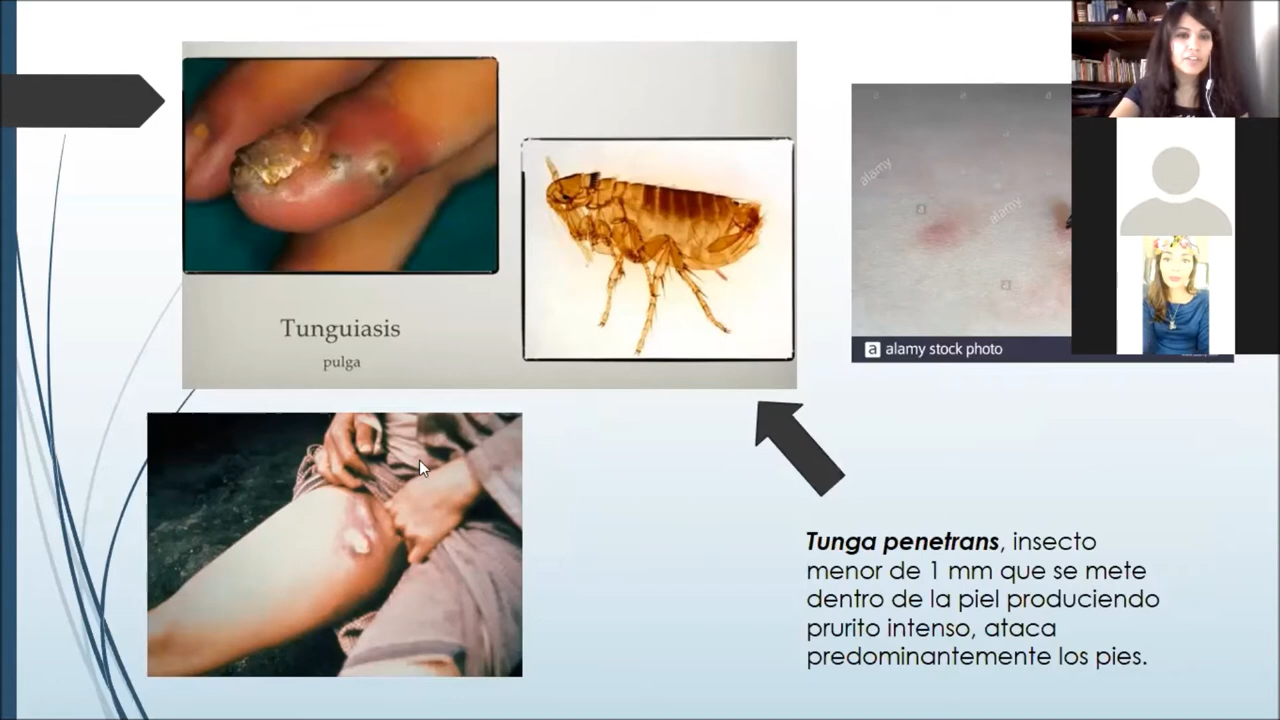 Tunguiasis
pulga
alamy
alamy
a alamy stock photo
Tunga penetrans, insecto
menor de 1 mm que se mete
dentro de la piel produciendo
prurito intenso, ataca
predominantemente los pies.